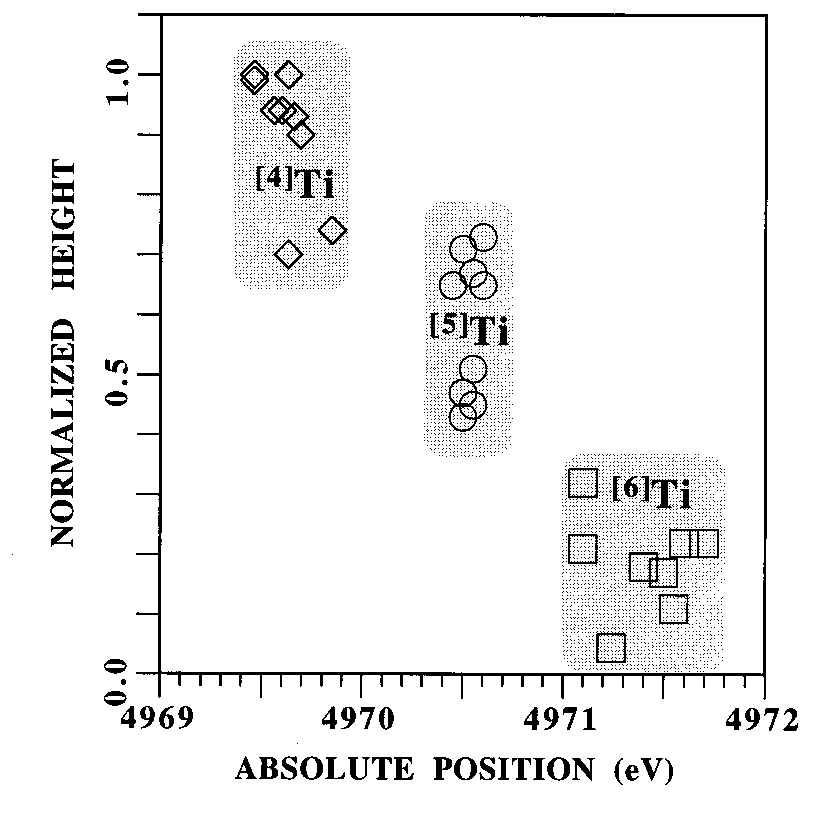 NORMALIZED HEIGHT
1.0
[4]Ti
[5]Ti
0.5
[6]Ti
0.0
4969 4970 4971 4972
ABSOLUTE POSITION (eV)